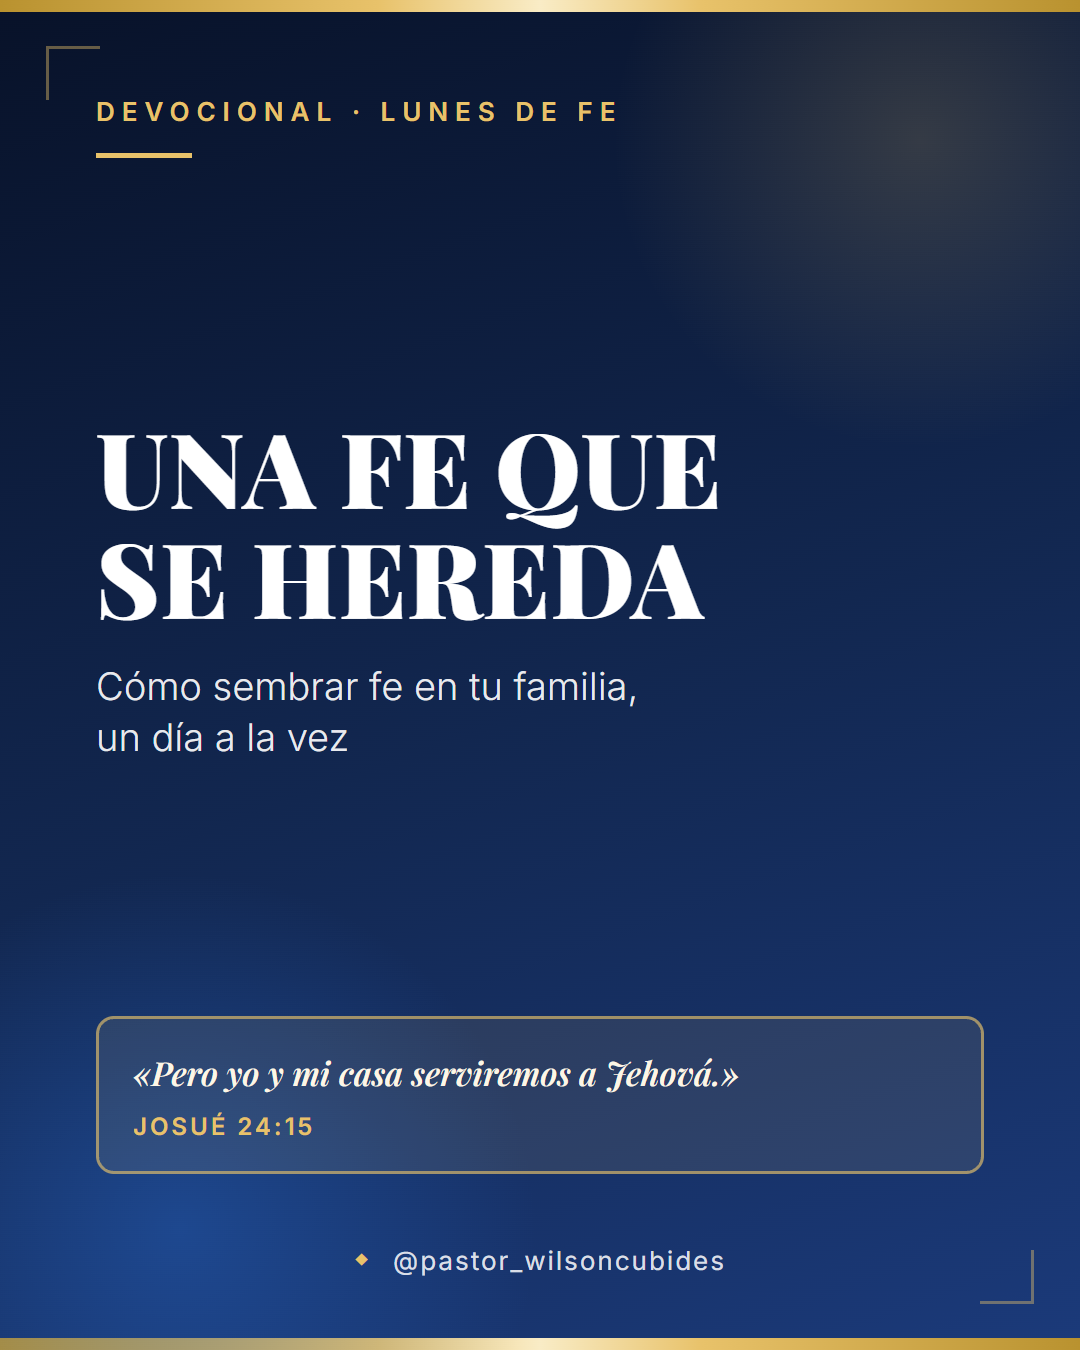 DEVOCIONAL · LUNES DE FE
UNA FE QUE
SE HEREDA
Cómo sembrar fe en tu familia,
un día a la vez
«Pero yo y mi casa serviremos a Jehová.»
JOSUÉ 24:15
@pastor_wilsoncubides